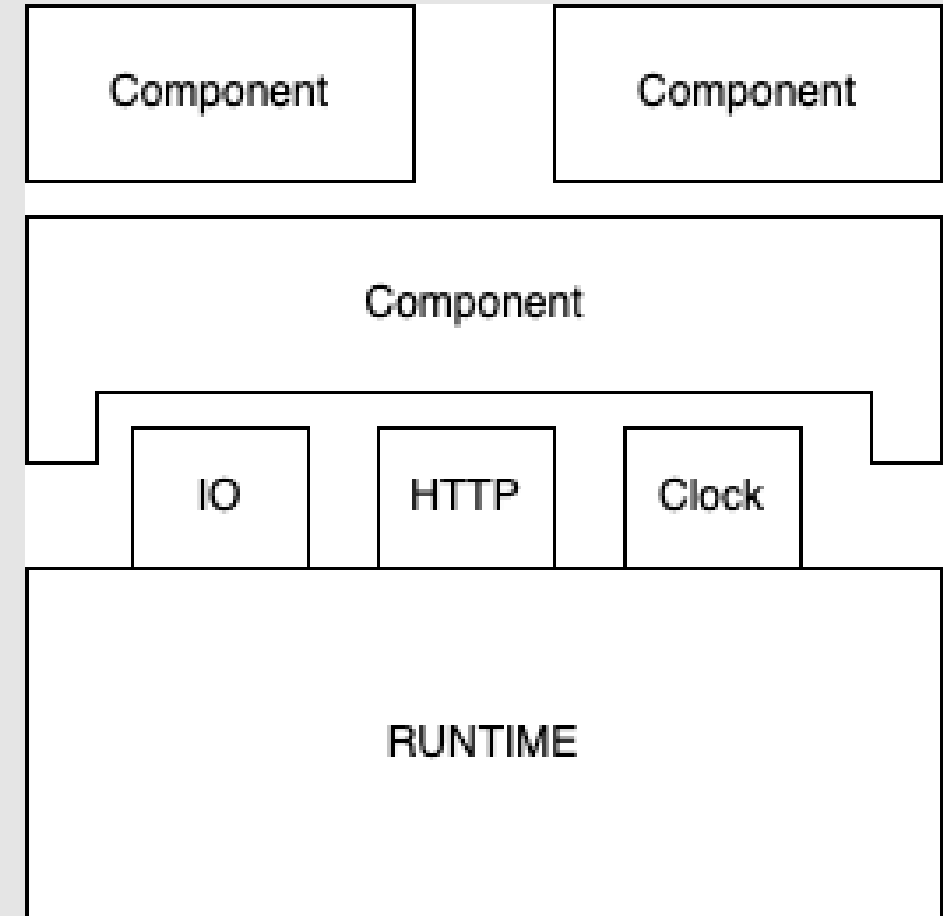 Component
Component
Component
IO
HTTP
Clock
RUNTIME